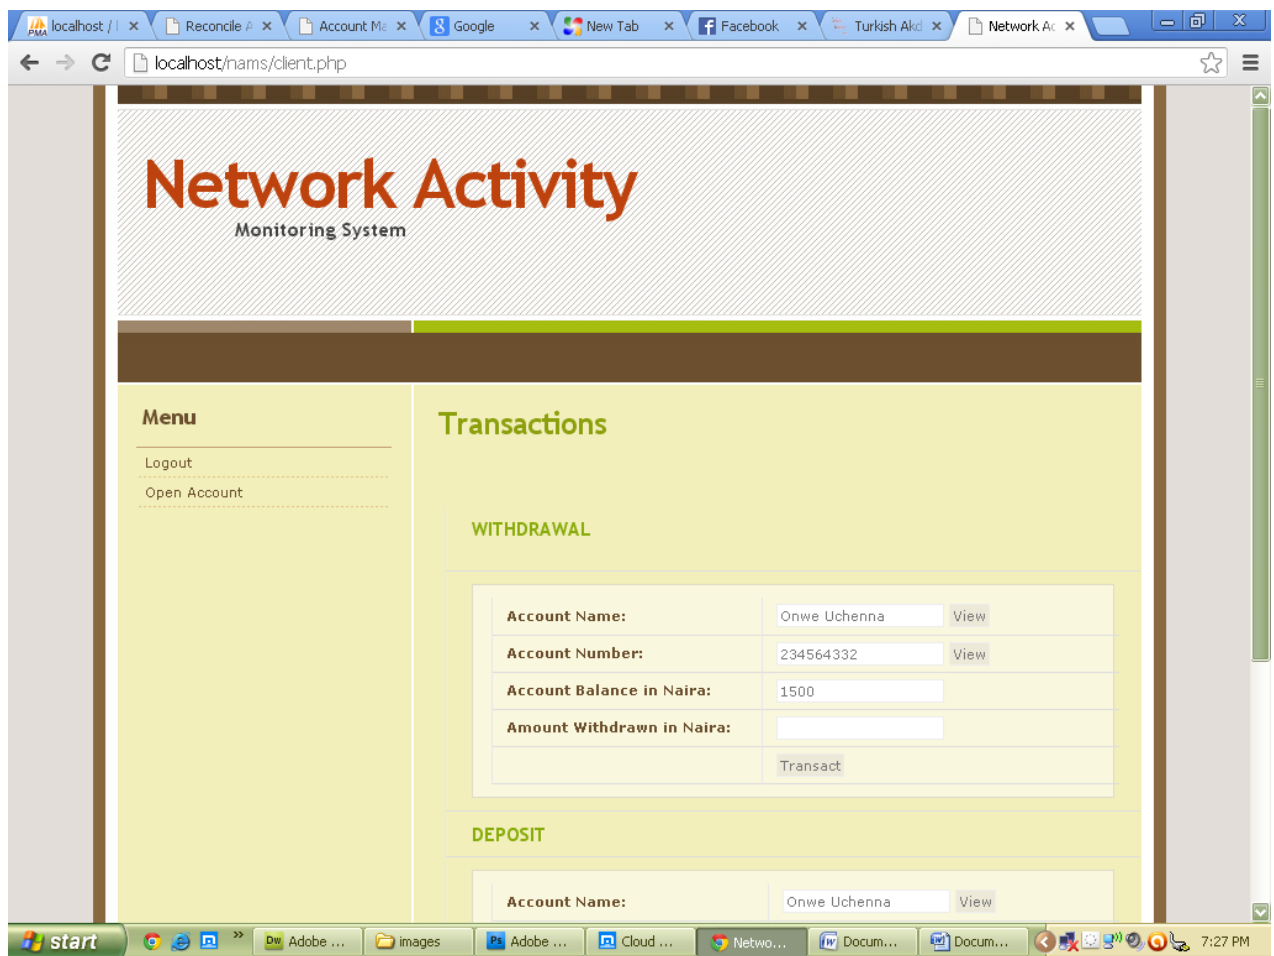 localhost / l
Reconcile A
Account Ma
Google
New Tab
Facebook
Turkish Akd
Network Ac
localhost/nams/client.php
Network Activity
Monitoring System
Menu
Logout
Open Account
Transactions
WITHDRAWAL
Account Name: Onwe Uchenna View
Account Number: 234564332 View
Account Balance in Naira: 1500
Amount Withdrawn in Naira:
Transact
DEPOSIT
Account Name: Onwe Uchenna View
start
Adobe ...
images
Adobe ...
Cloud ...
Netwo...
Docum...
Docum...
7:27 PM